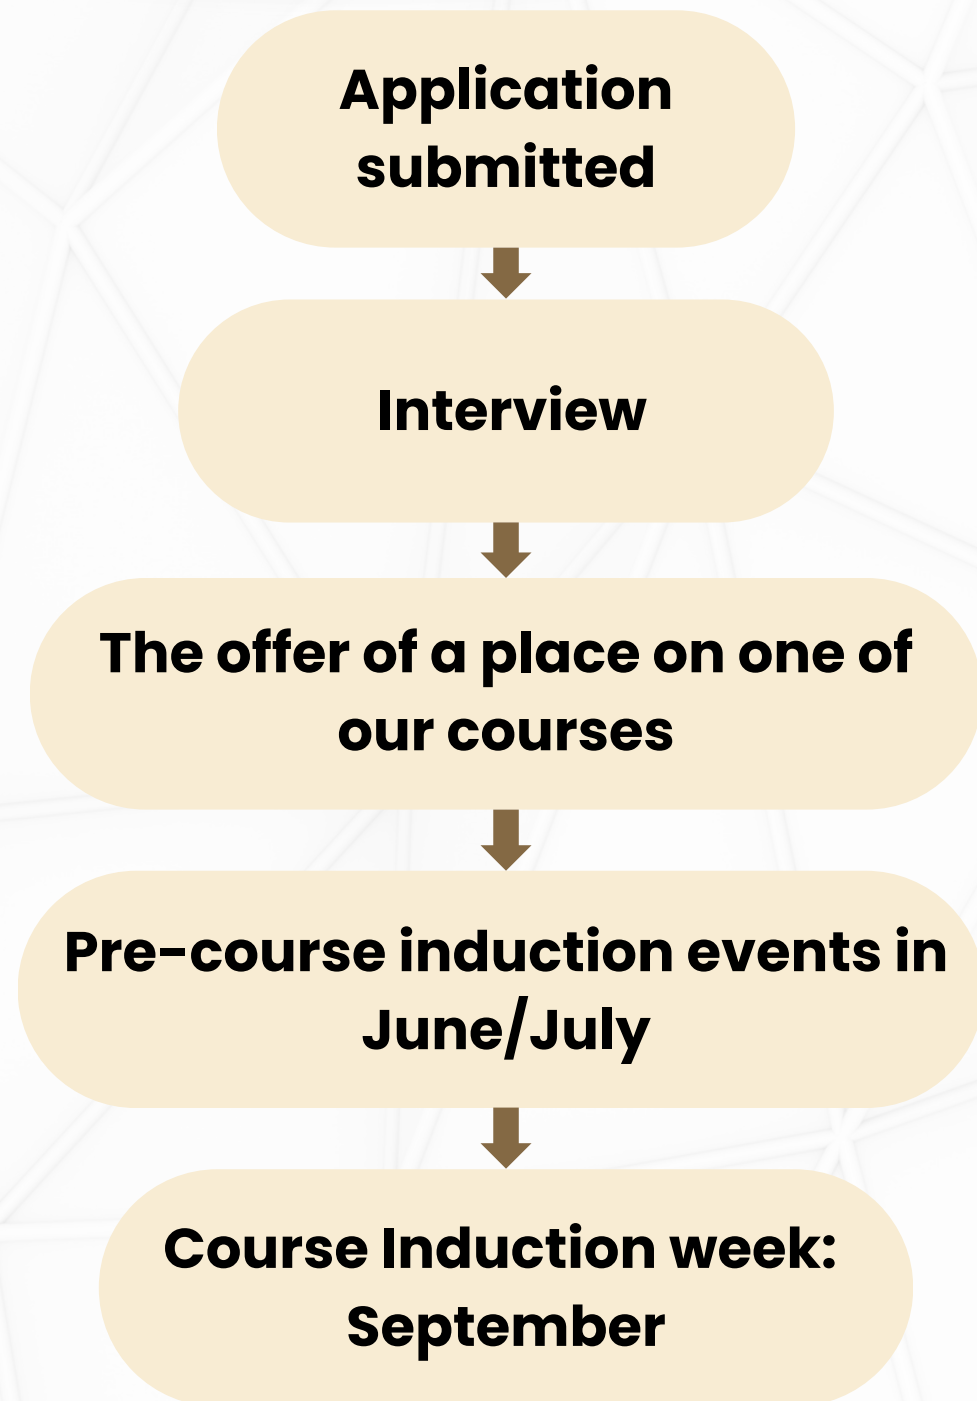 Application
submitted
Interview
The offer of a place on one of
our courses
Pre-course induction events in
June/July
Course Induction week:
September